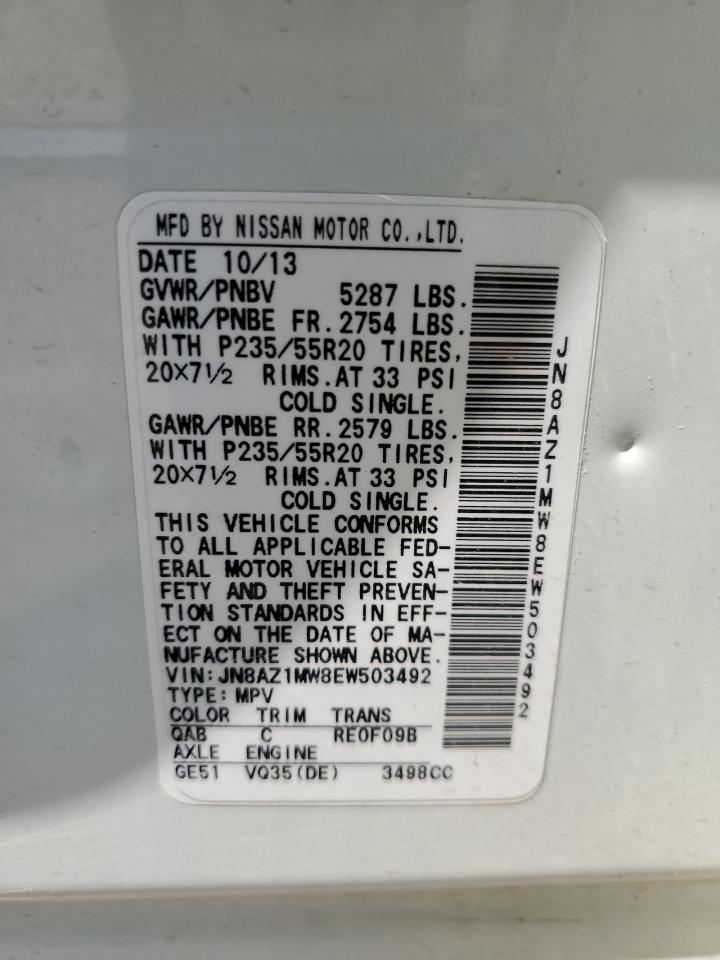 MFD BY NISSAN MOTOR CO.,LTD.
DATE 10/13
GVWR/PNBV 5287 LBS.
GAWR/PNBE FR. 2754 LBS.
WITH P235/55R20 TIRES,
20×7½ RIMS.AT 33 PSI
COLD SINGLE.
GAWR/PNBE RR. 2579 LBS.
WITH P235/55R20 TIRES,
20×7½ RIMS.AT 33 PSI
COLD SINGLE.
THIS VEHICLE CONFORMS
TO ALL APPLICABLE FED-
ERAL MOTOR VEHICLE SA-
FETY AND THEFT PREVEN-
TION STANDARDS IN EFF-
ECT ON THE DATE OF MA-
NUFACTURE SHOWN ABOVE.
VIN:JN8AZ1MW8EW503492
TYPE:MPV
COLOR TRIM TRANS
QAB C RE0F09B
AXLE ENGINE
GE51 VQ35(DE) 3498CC
JN8AZ1MW8EW503492